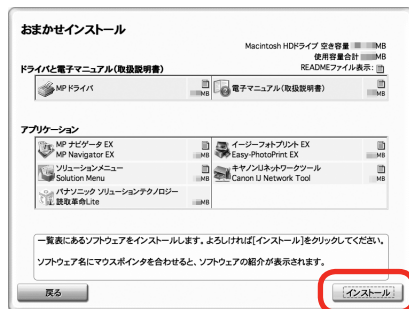 おまかせインストール
Macintosh HDドライブ 空き容量 MB
使用容量合計 MB
ドライバと電子マニュアル(取扱説明書)
READMEファイル表示:
MP ドライバ
MB
電子マニュアル(取扱説明書)
MB
アプリケーション
MP ナビゲータ EX
MP Navigator EX
MB
イージーフォトプリント EX
Easy-PhotoPrint EX
MB
ソリューションメニュー
Solution Menu
MB
キヤノンIJネットワークツール
Canon IJ Network Tool
MB
パナソニック ソリューションテクノロジー
読取革命Lite
MB
一覧表にあるソフトウェアをインストールします。よろしければ[インストール]をクリックしてください。
ソフトウェア名にマウスポインタを合わせると、ソフトウェアの紹介が表示されます。
戻る
インストール